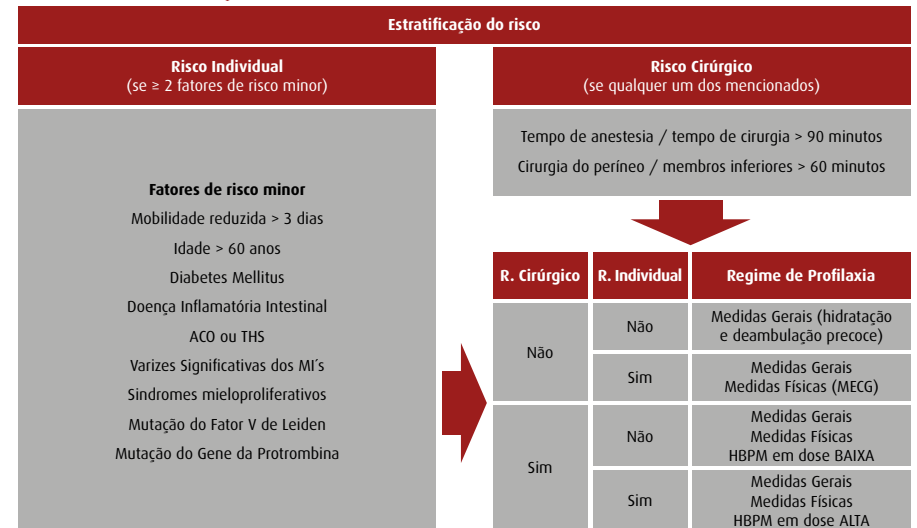 Estratificação do risco
Risco Individual
(se ≥ 2 fatores de risco minor)
Fatores de risco minor
Mobilidade reduzida > 3 dias
Idade > 60 anos
Diabetes Mellitus
Doença Inflamatória Intestinal
ACO ou THS
Varizes Significativas dos MI´s
Sindromes mieloproliferativos
Mutação do Fator V de Leiden
Mutação do Gene da Protrombina
Risco Cirúrgico
(se qualquer um dos mencionados)
Tempo de anestesia / tempo de cirurgia > 90 minutos
Cirurgia do períneo / membros inferiores > 60 minutos
R. Cirúrgico R. Individual Regime de Profilaxia
Não
Não
Medidas Gerais (hidratação
e deambulação precoce)
Sim
Medidas Gerais
Medidas Físicas (MECG)
Sim
Não
Medidas Gerais
Medidas Físicas
HBPM em dose BAIXA
Sim
Medidas Gerais
Medidas Físicas
HBPM em dose ALTA